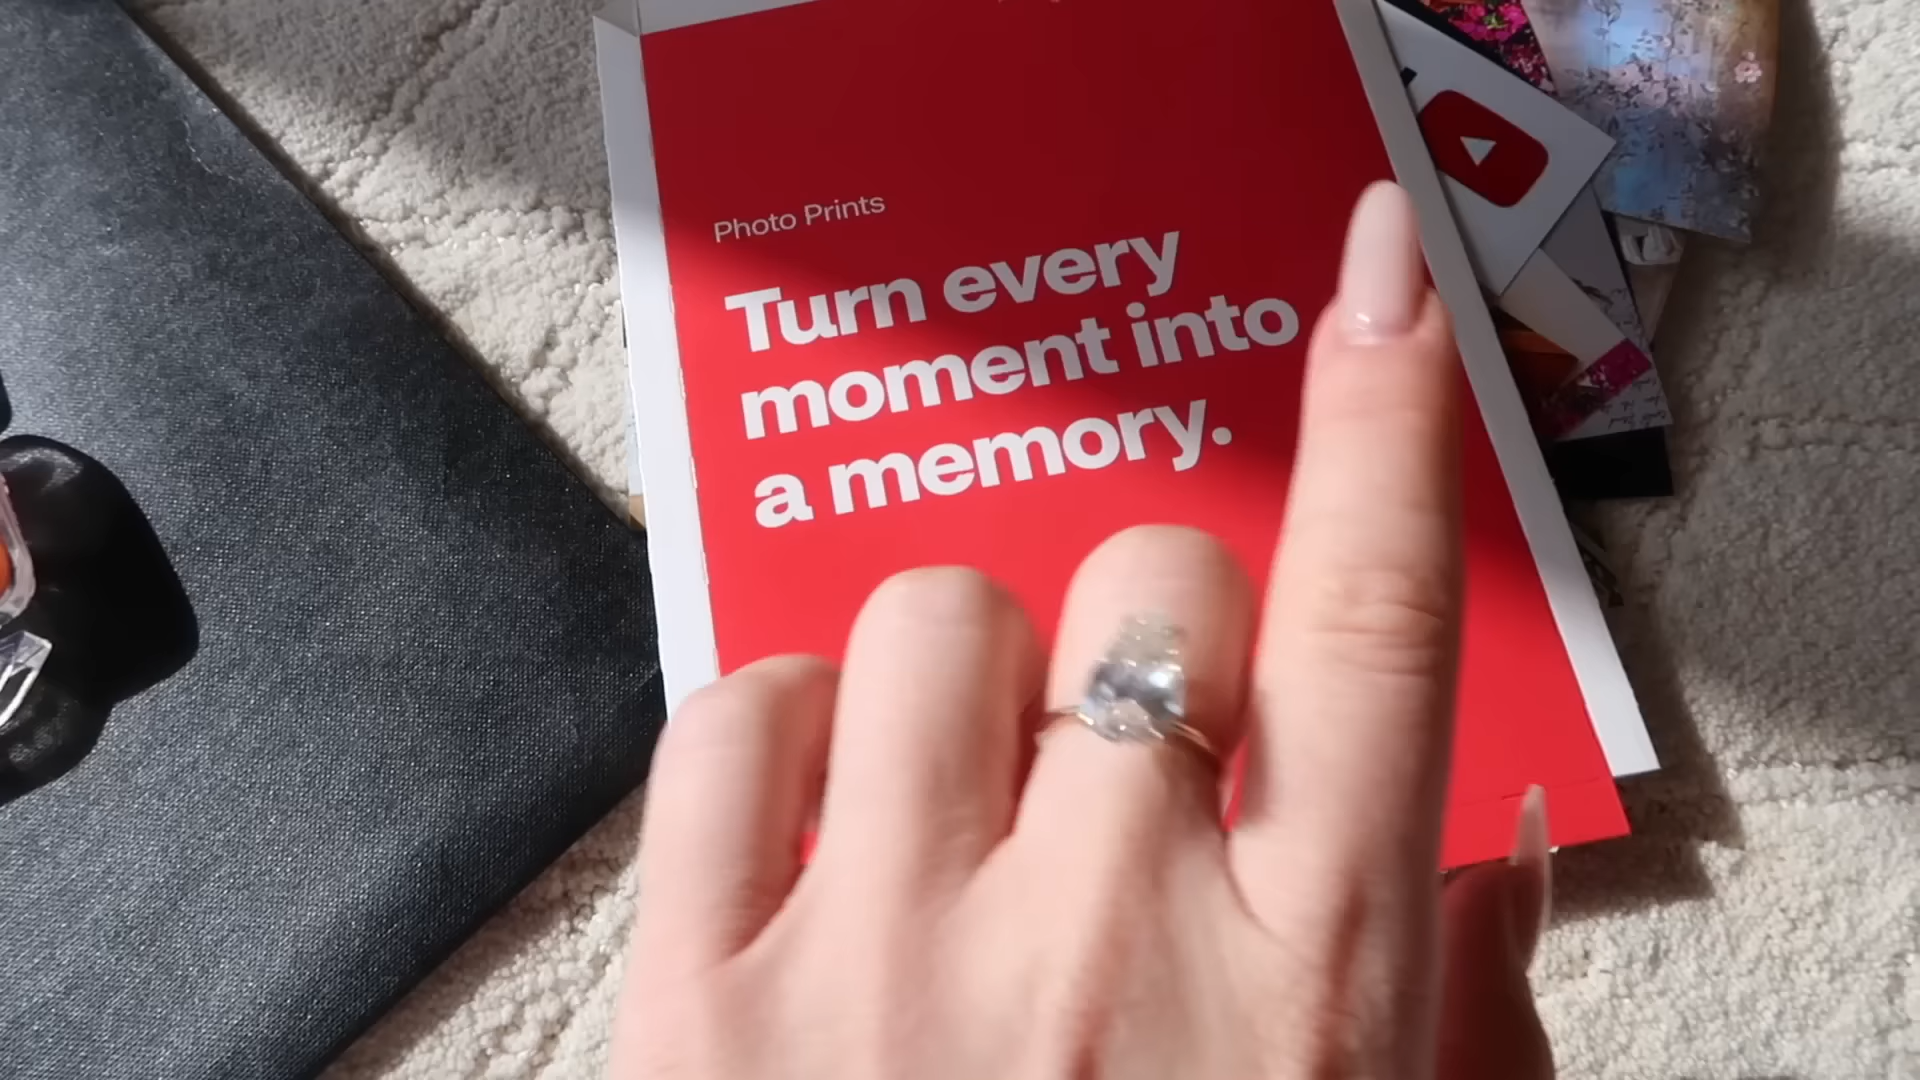 Photo Prints
Turn every
moment into
a memory.